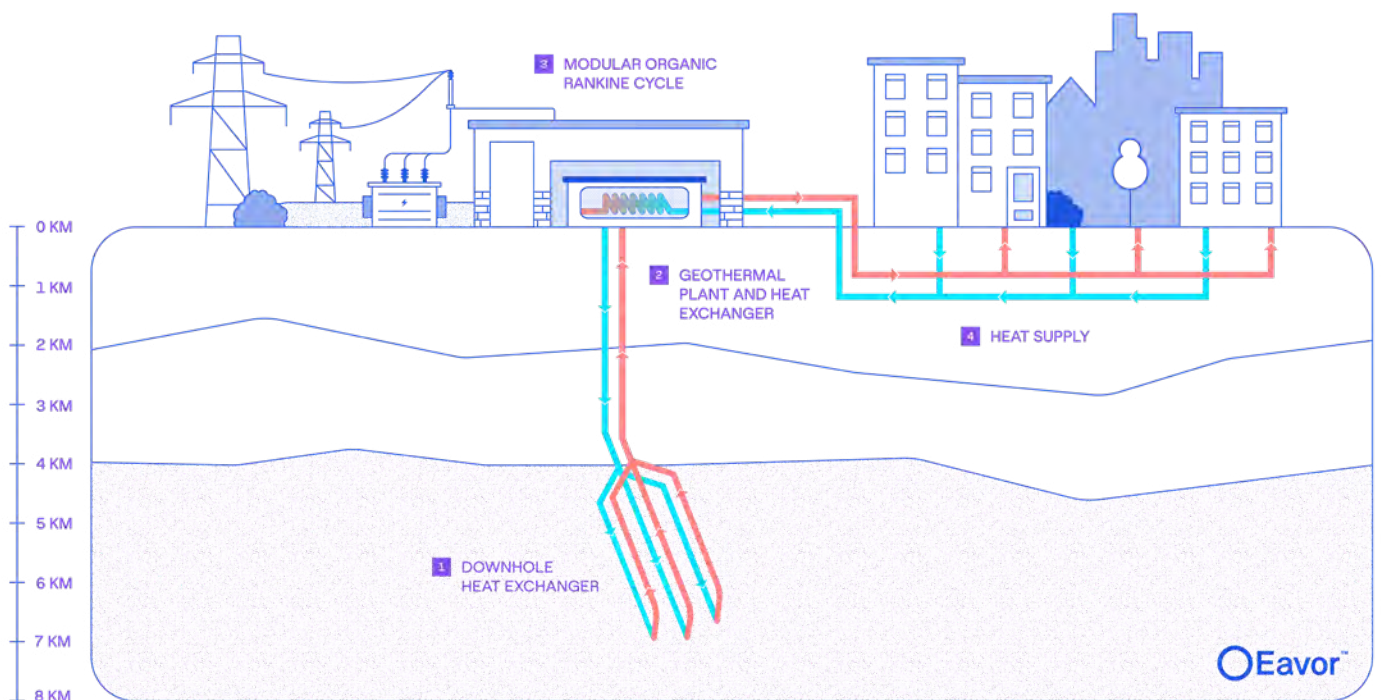 3 MODULAR ORGANIC
RANKINE CYCLE
0 KM
2 GEOTHERMAL
PLANT AND HEAT
EXCHANGER
1 KM
4 HEAT SUPPLY
2 KM
3 KM
4 KM
5 KM
1 DOWNHOLE
HEAT EXCHANGER
6 KM
7 KM
Eavor™
8 KM